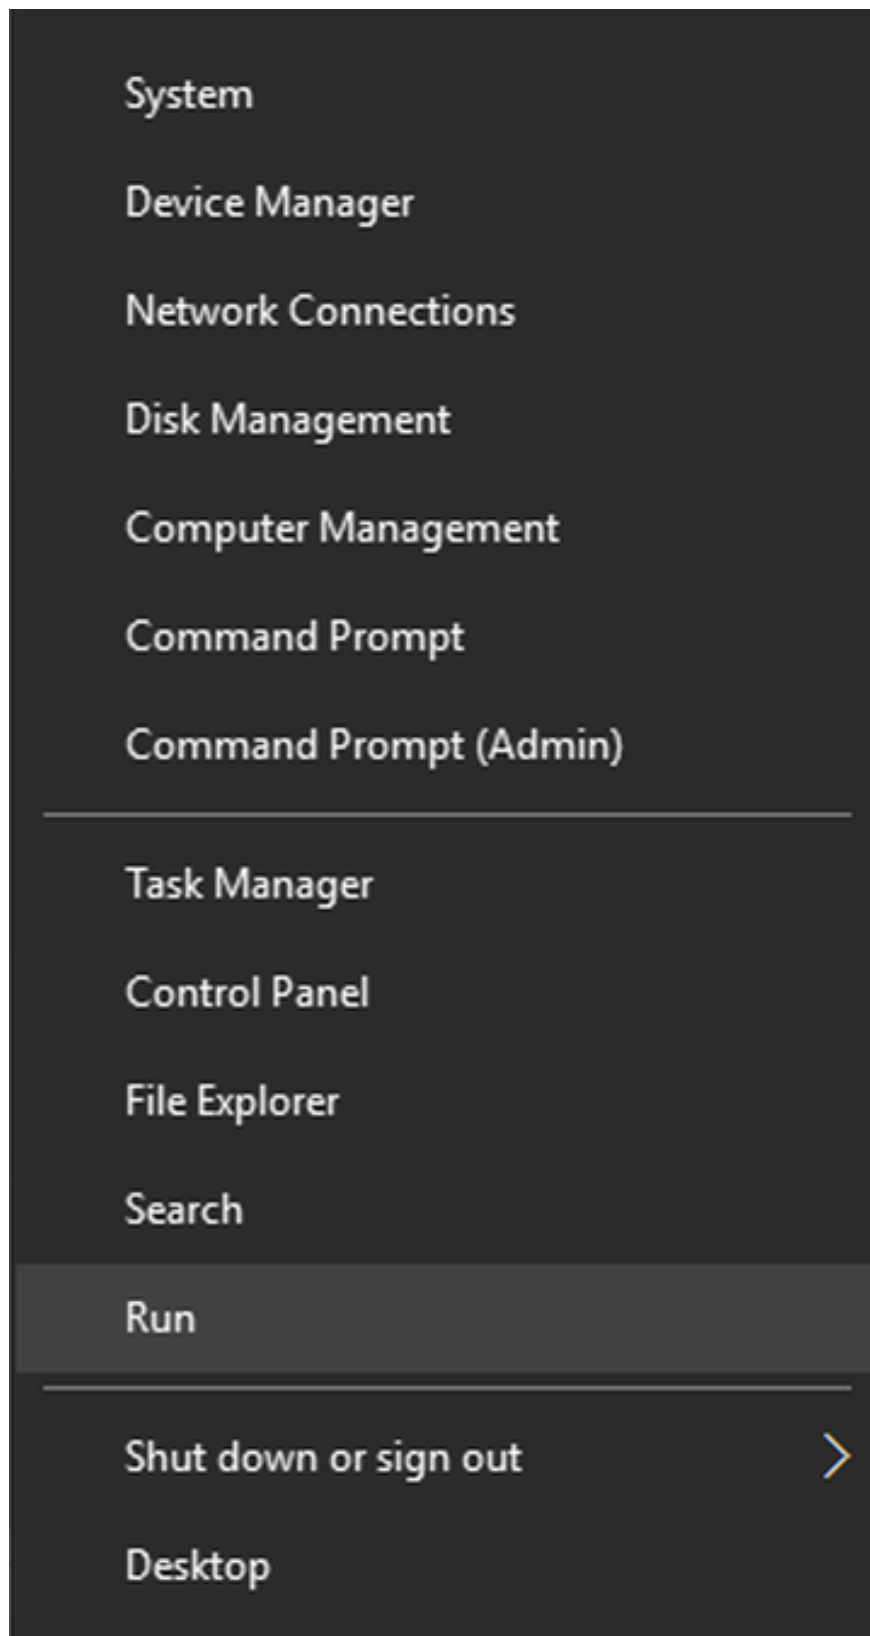 System
Device Manager
Network Connections
Disk Management
Computer Management
Command Prompt
Command Prompt (Admin)
Task Manager
Control Panel
File Explorer
Search
Run
Shut down or sign out
Desktop